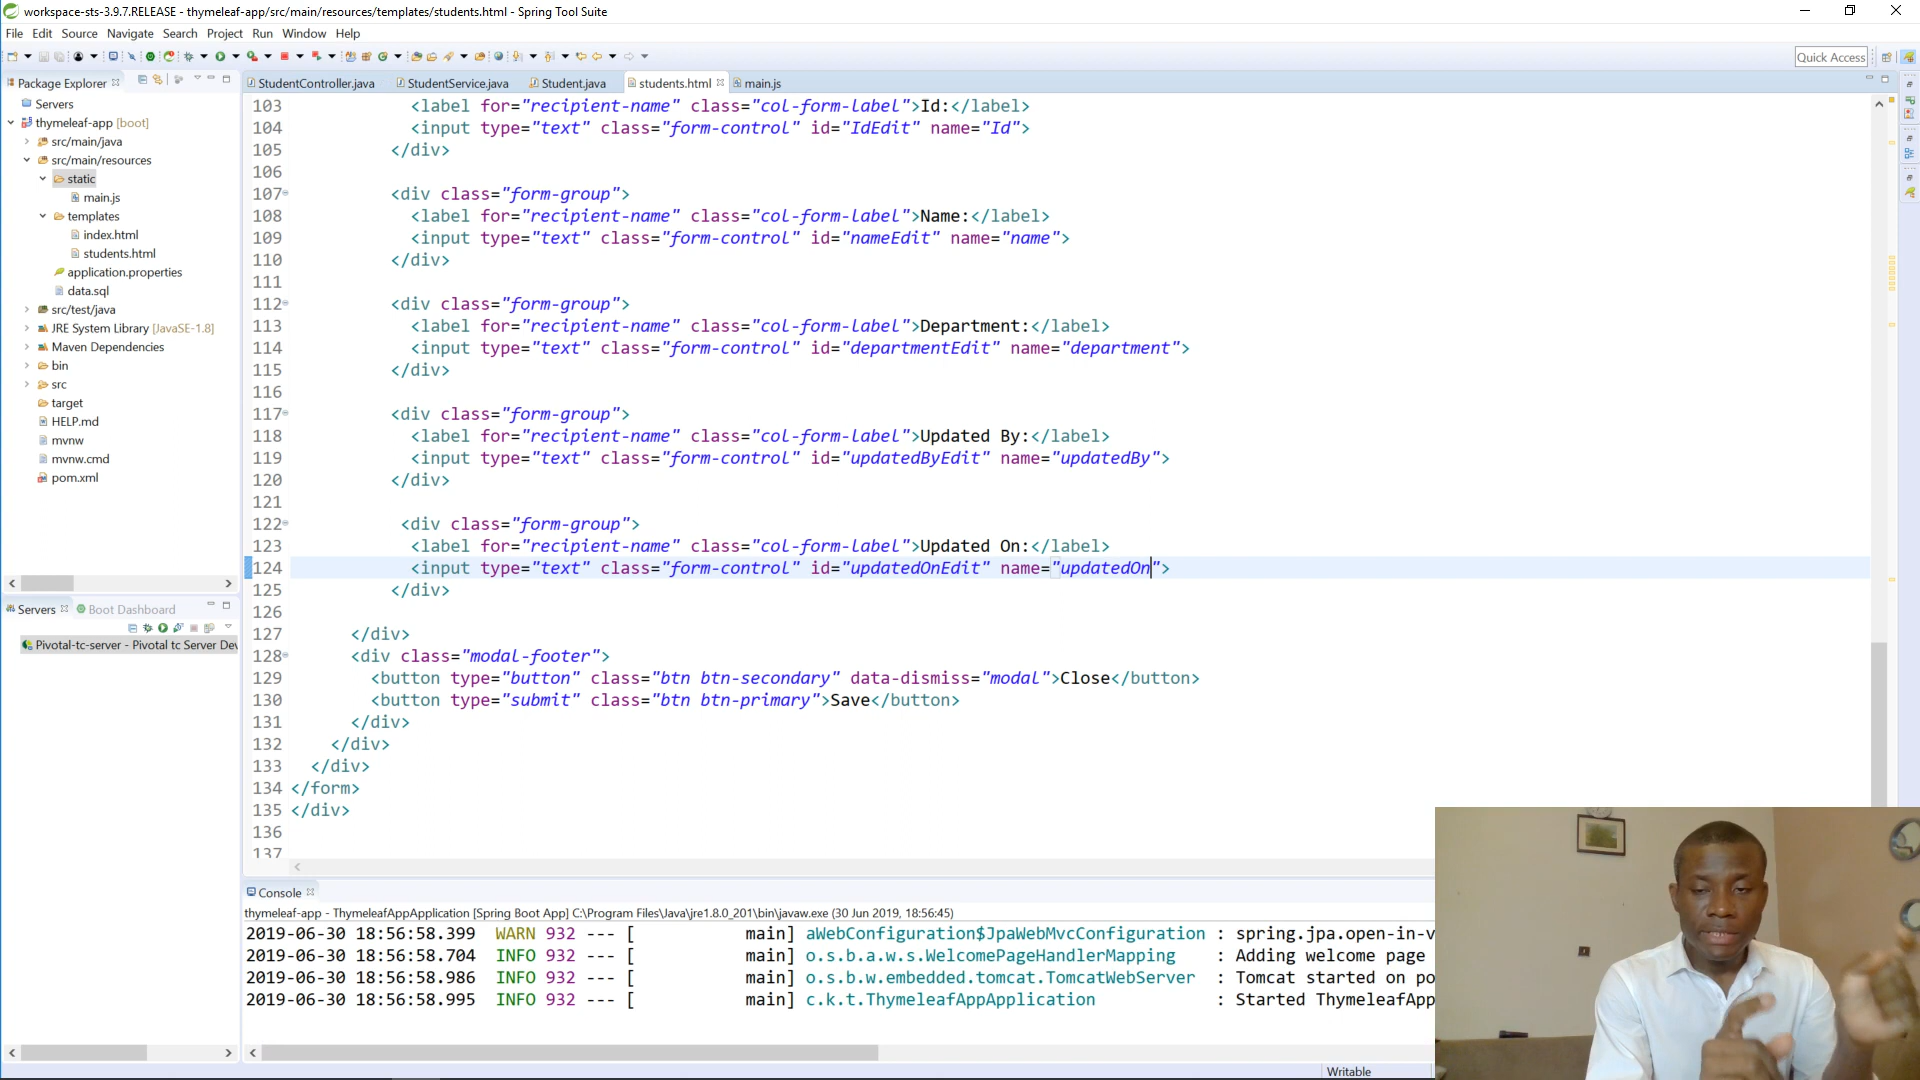 workspace-sts-3.9.7.RELEASE - thymeleaf-app/src/main/resources/templates/students.html - Spring Tool Suite
File Edit Source Navigate Search Project Run Window Help
Quick Access
Package Explorer
Servers
thymeleaf-app [boot]
src/main/java
src/main/resources
static
main.js
templates
index.html
students.html
application.properties
data.sql
src/test/java
JRE System Library [JavaSE-1.8]
Maven Dependencies
bin
src
target
HELP.md
mvnw
mvnw.cmd
pom.xml
Servers Boot Dashboard
Pivotal-tc-server - Pivotal tc Server Dev
StudentController.java StudentService.java Student.java students.html main.js
103 <label for="recipient-name" class="col-form-label">Id:</label>
104 <input type="text" class="form-control" id="IdEdit" name="Id">
105 </div>
106
107 <div class="form-group">
108 <label for="recipient-name" class="col-form-label">Name:</label>
109 <input type="text" class="form-control" id="nameEdit" name="name">
110 </div>
111
112 <div class="form-group">
113 <label for="recipient-name" class="col-form-label">Department:</label>
114 <input type="text" class="form-control" id="departmentEdit" name="department">
115 </div>
116
117 <div class="form-group">
118 <label for="recipient-name" class="col-form-label">Updated By:</label>
119 <input type="text" class="form-control" id="updatedByEdit" name="updatedBy">
120 </div>
121
122 <div class="form-group">
123 <label for="recipient-name" class="col-form-label">Updated On:</label>
124 <input type="text" class="form-control" id="updatedOnEdit" name="updatedOn">
125 </div>
126
127 </div>
128 <div class="modal-footer">
129 <button type="button" class="btn btn-secondary" data-dismiss="modal">Close</button>
130 <button type="submit" class="btn btn-primary">Save</button>
131 </div>
132 </div>
133 </div>
134 </form>
135 </div>
136
137
Console
thymeleaf-app - ThymeleafAppApplication [Spring Boot App] C:\Program Files\Java\jre1.8.0_201\bin\javaw.exe (30 Jun 2019, 18:56:45)
2019-06-30 18:56:58.399 WARN 932 --- [ main] aWebConfiguration$JpaWebMvcConfiguration : spring.jpa.open-in-v
2019-06-30 18:56:58.704 INFO 932 --- [ main] o.s.b.a.w.s.WelcomePageHandlerMapping : Adding welcome page
2019-06-30 18:56:58.986 INFO 932 --- [ main] o.s.b.w.embedded.tomcat.TomcatWebServer : Tomcat started on po
2019-06-30 18:56:58.995 INFO 932 --- [ main] c.k.t.ThymeleafAppApplication : Started ThymeleafApp
Writable